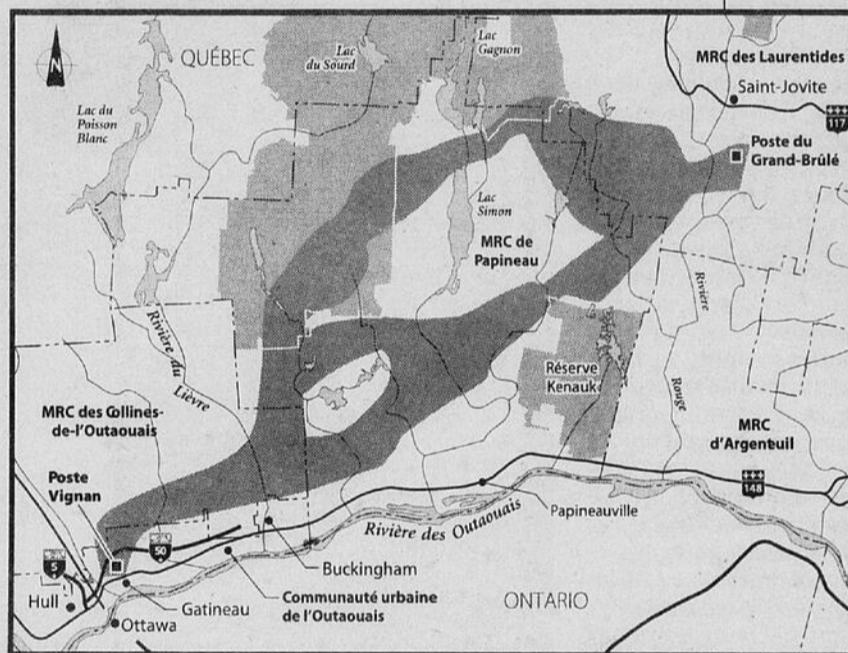 N
QUÉBEC
Lac
du Sourd
Lac
Gagnon
MRC des Laurentides
Saint-Jovite
117
Lac du
Poisson
Blanc
Poste du
Grand-Brûlé
Lac
Simon
MRC de
Papineau
Rivière
Rouge
Rivière du
Lièvre
Réserve
Kenauk
MRC des Collines-
de-l'Outaouais
MRC
d'Argenteuil
Poste
Vignan
148
Papineauville
Rivière des Outaouais
50
5
Buckingham
Hull
Gatineau
Communauté urbaine
de l'Outaouais
ONTARIO
Ottawa